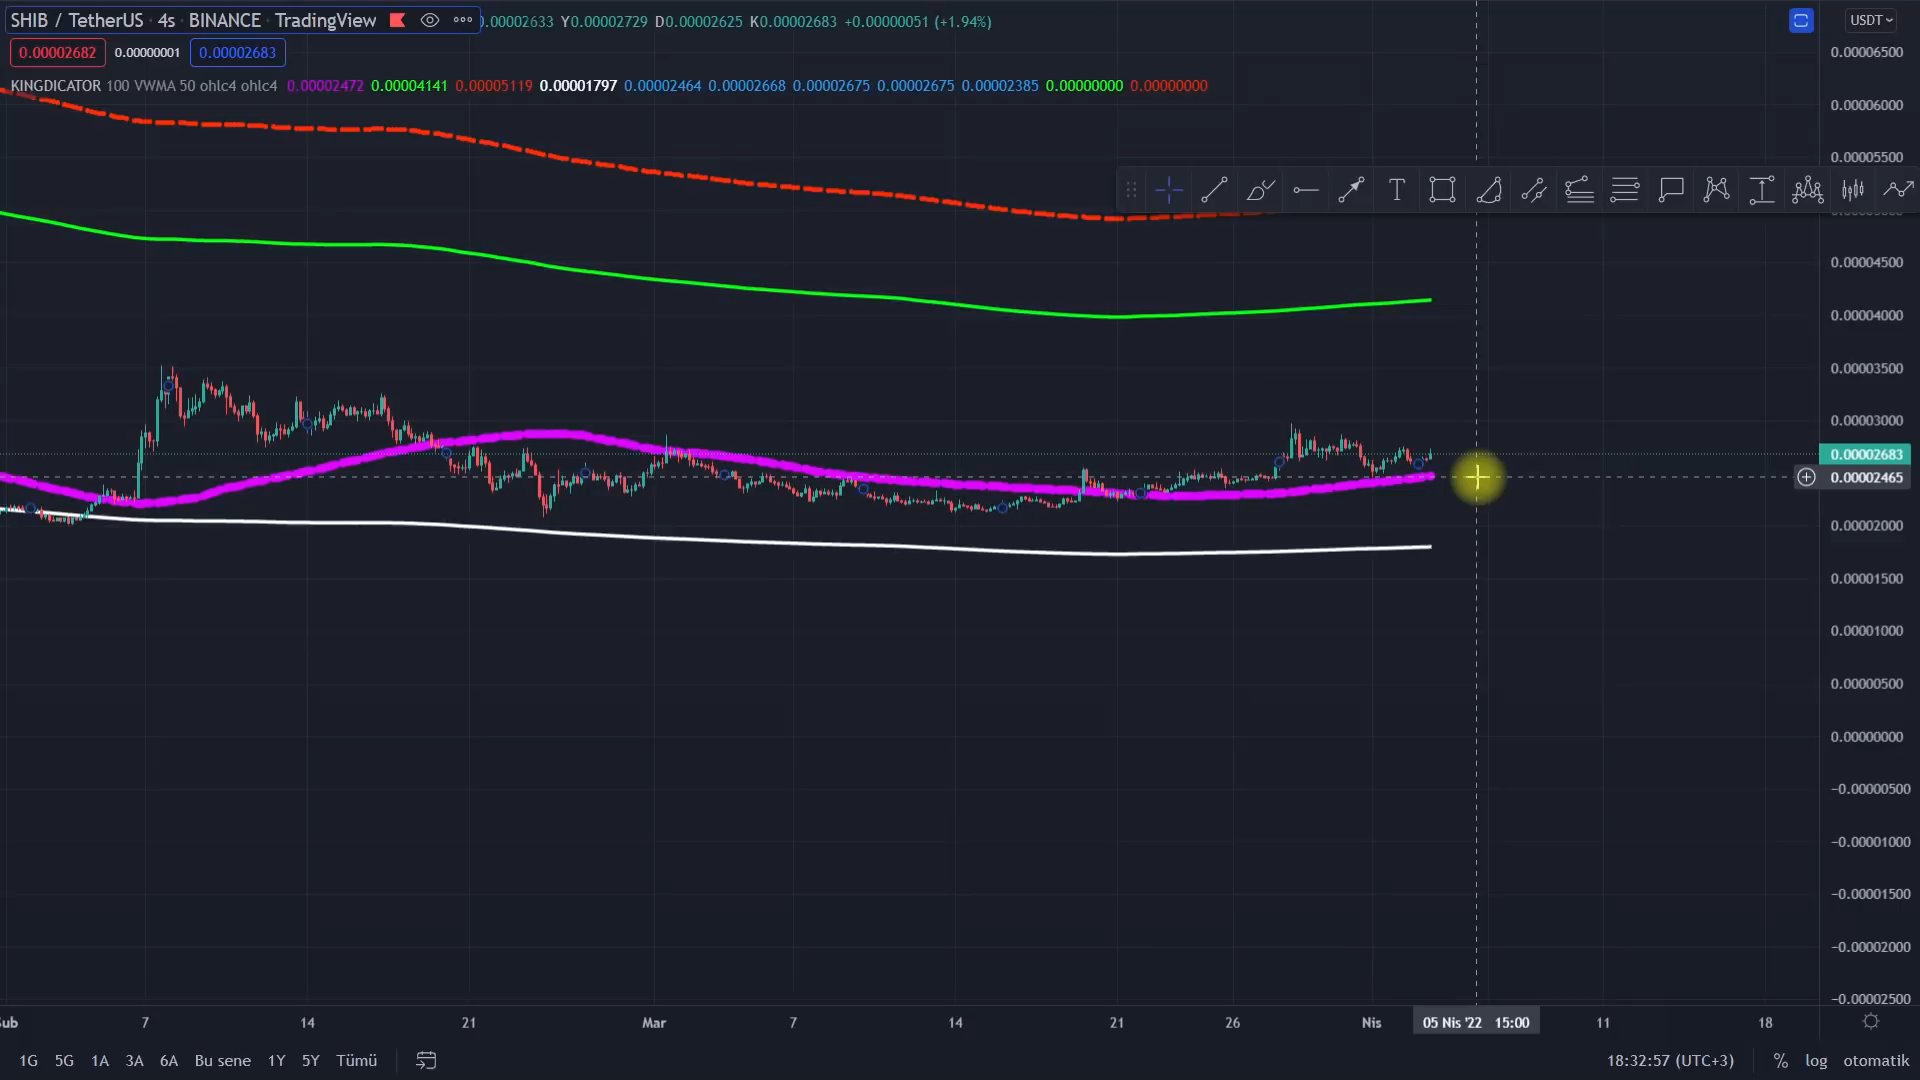 SHIB / TetherUS · 4s · BINANCE · TradingView
0.00002633 Y0.00002729 D0.00002625 K0.00002683 +0.00000051 (+1.94%)
USDT
0.00002682 0.00000001 0.00002683
KINGDICATOR 100 VWMA 50 ohlc4 ohlc4 0.00002472 0.00004141 0.00005119 0.00001797 0.00002464 0.00002668 0.00002675 0.00002675 0.00002385 0.00000000 0.00000000
0.00006500
0.00006000
0.00005500
T
0.00004500
0.00004000
0.00003500
0.00003000
0.00002683
0.00002465
0.00002000
0.00001500
0.00001000
0.00000500
0.00000000
−0.00000500
−0.00001000
−0.00001500
−0.00002000
−0.00002500
7 14 21 Mar 7 14 21 26 Nis 05 Nis '22 15:00 11 18
1G 5G 1A 3A 6A Bu sene 1Y 5Y Tümü 18:32:57 (UTC+3) % log otomatik